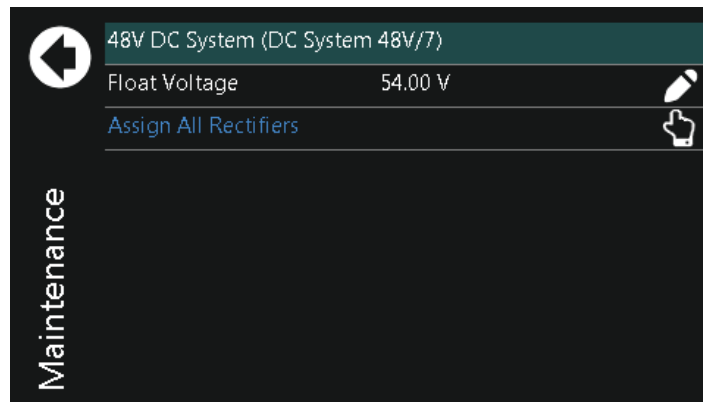 48V DC System (DC System 48V/7)
Float Voltage 54.00 V
Assign All Rectifiers
Maintenance